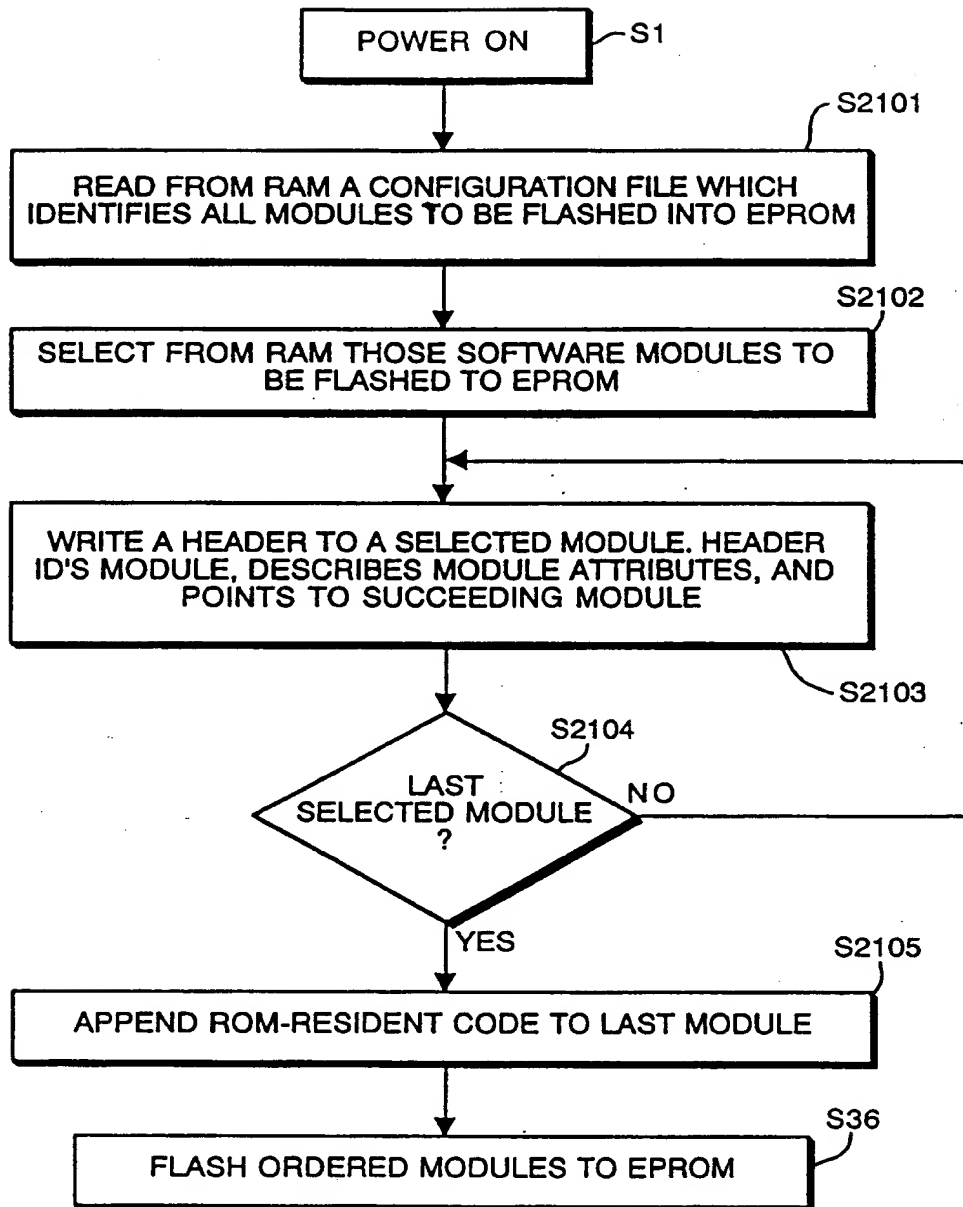 POWER ON
S1
S2101
READ FROM RAM A CONFIGURATION FILE WHICH
IDENTIFIES ALL MODULES TO BE FLASHED INTO EPROM
S2102
SELECT FROM RAM THOSE SOFTWARE MODULES TO
BE FLASHED TO EPROM
WRITE A HEADER TO A SELECTED MODULE. HEADER
ID'S MODULE, DESCRIBES MODULE ATTRIBUTES, AND
POINTS TO SUCCEEDING MODULE
S2103
S2104
LAST
SELECTED MODULE
?
NO
YES
S2105
APPEND ROM-RESIDENT CODE TO LAST MODULE
S36
FLASH ORDERED MODULES TO EPROM